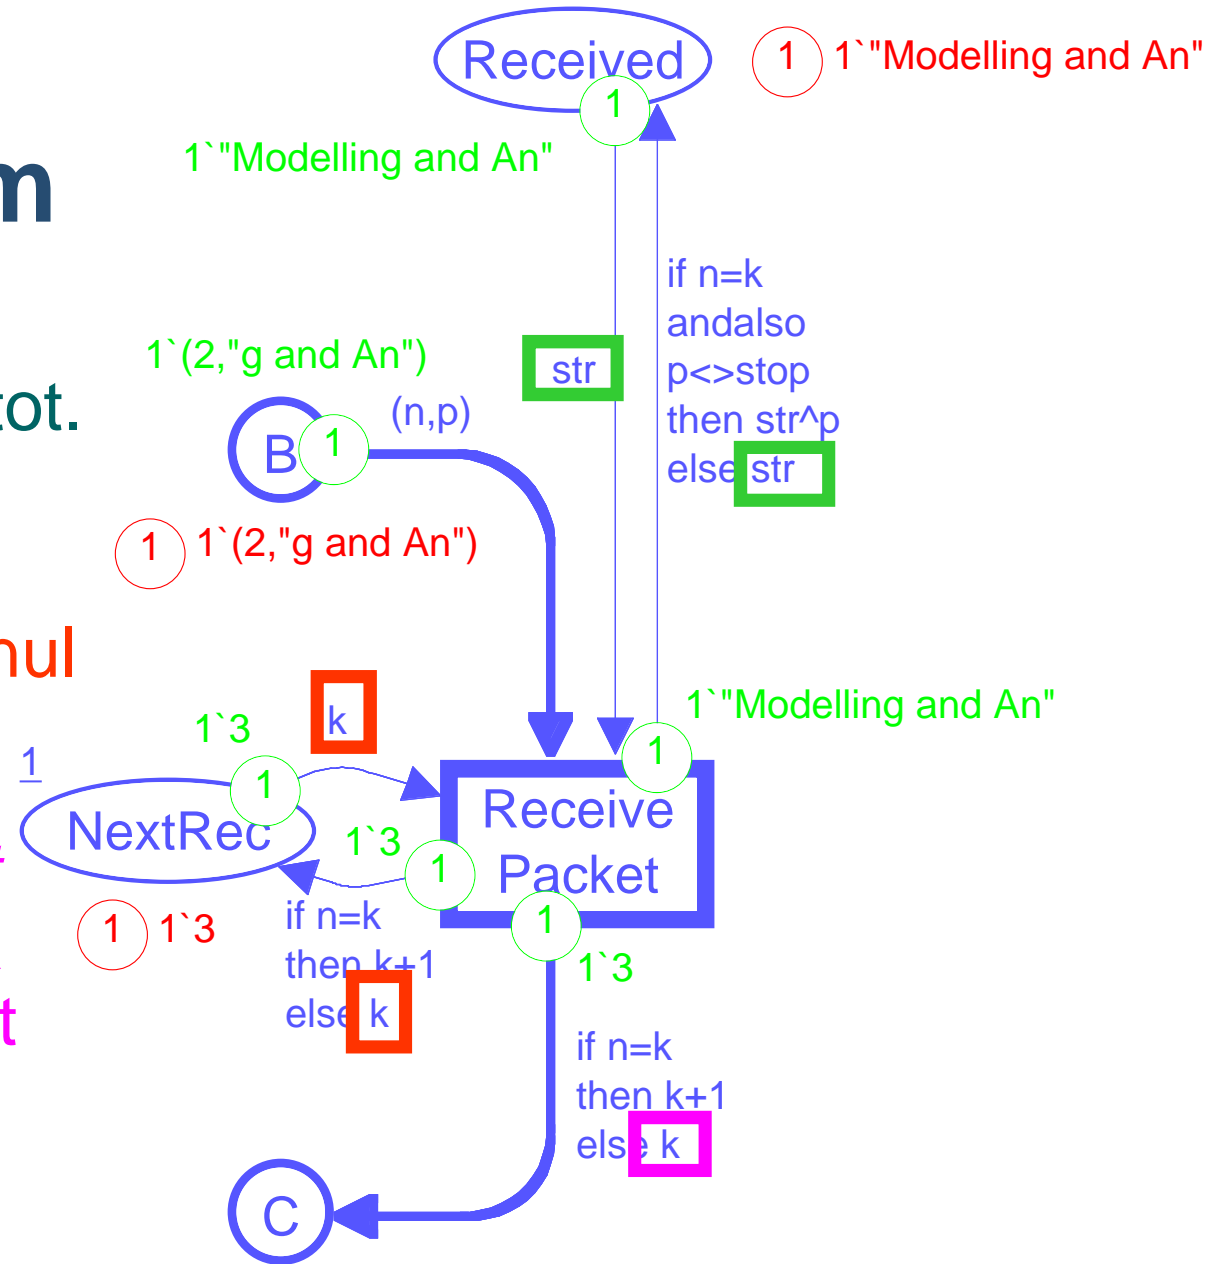 Received
1 1`"Modelling and An"
1
1`"Modelling and An"
m
if n=k
andalso
p<>stop
then str^p
else str
str
1`(2,"g and An")
tot.
(n,p)
B
1
1 1`(2,"g and An")
nul
k
1`3
1`"Modelling and An"
1
1
1
NextRec
Receive
Packet
1`3
1
1 1`3
if n=k
then k+1
else k
1
1`3
t
if n=k
then k+1
else k
C